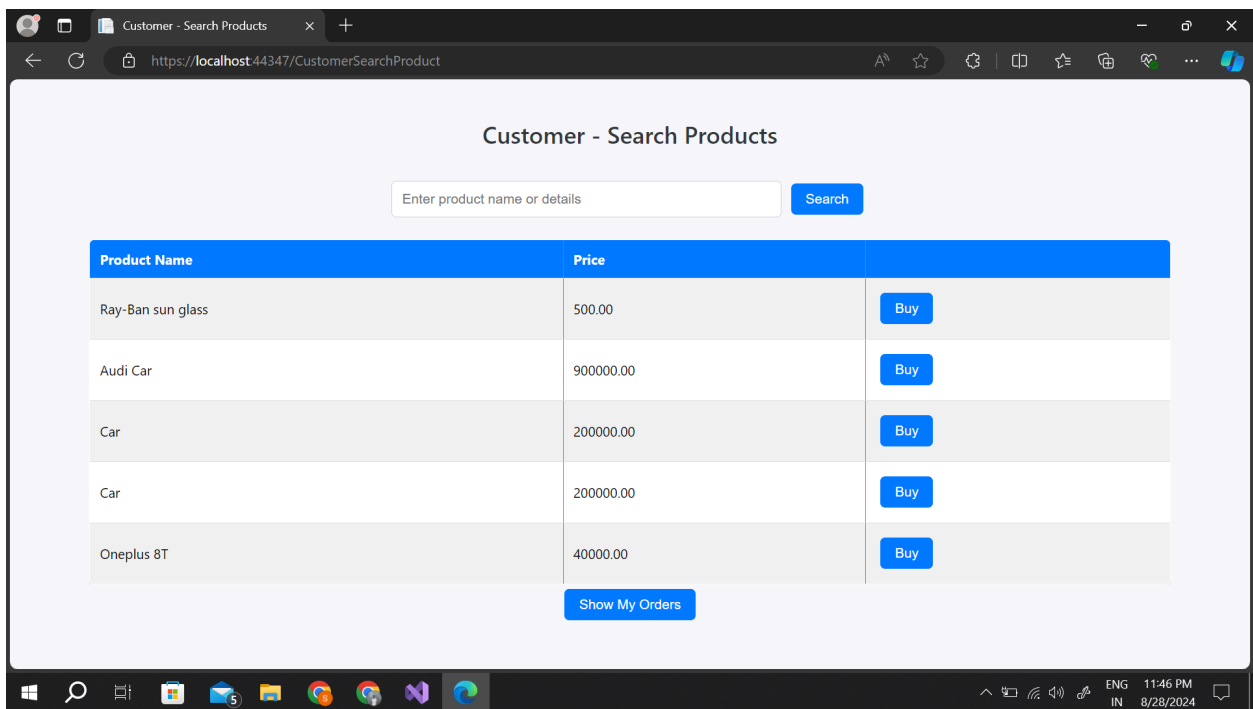 Customer - Search Products
https://localhost:44347/CustomerSearchProduct
Customer - Search Products
Enter product name or details Search
Product Name Price
Ray-Ban sun glass 500.00 Buy
Audi Car 900000.00 Buy
Car 200000.00 Buy
Car 200000.00 Buy
Oneplus 8T 40000.00 Buy
Show My Orders
5 S ENG 11:46 PM
IN 8/28/2024